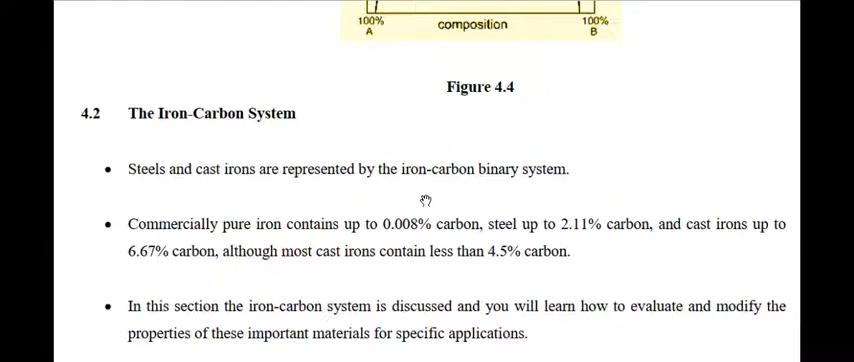 100% 100%
A composition B
Figure 4.4
4.2 The Iron-Carbon System
• Steels and cast irons are represented by the iron-carbon binary system.
• Commercially pure iron contains up to 0.008% carbon, steel up to 2.11% carbon, and cast irons up to
6.67% carbon, although most cast irons contain less than 4.5% carbon.
• In this section the iron-carbon system is discussed and you will learn how to evaluate and modify the
properties of these important materials for specific applications.